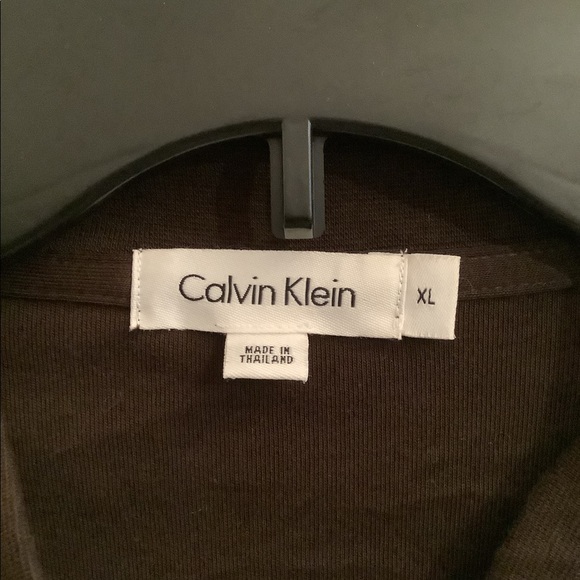 Calvin Klein
XL
MADE IN
THAILAND